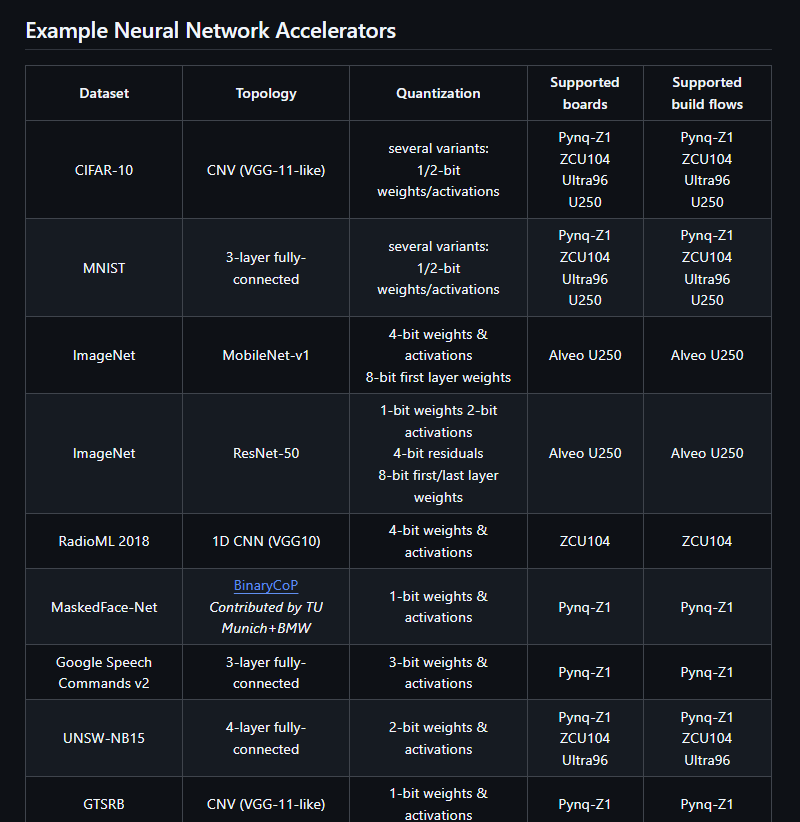 Example Neural Network Accelerators
Dataset
Topology
Quantization
Supported
boards
Supported
build flows
CIFAR-10
CNV (VGG-11-like)
several variants:
1/2-bit
weights/activations
Pynq-Z1
ZCU104
Ultra96
U250
Pynq-Z1
ZCU104
Ultra96
U250
MNIST
3-layer fully-
connected
several variants:
1/2-bit
weights/activations
Pynq-Z1
ZCU104
Ultra96
U250
Pynq-Z1
ZCU104
Ultra96
U250
ImageNet
MobileNet-v1
4-bit weights &
activations
8-bit first layer weights
Alveo U250
Alveo U250
ImageNet
ResNet-50
1-bit weights 2-bit
activations
4-bit residuals
8-bit first/last layer
weights
Alveo U250
Alveo U250
RadioML 2018
1D CNN (VGG10)
4-bit weights &
activations
ZCU104
ZCU104
MaskedFace-Net
BinaryCoP
Contributed by TU
Munich+BMW
1-bit weights &
activations
Pynq-Z1
Pynq-Z1
Google Speech
Commands v2
3-layer fully-
connected
3-bit weights &
activations
Pynq-Z1
Pynq-Z1
UNSW-NB15
4-layer fully-
connected
2-bit weights &
activations
Pynq-Z1
ZCU104
Ultra96
Pynq-Z1
ZCU104
Ultra96
GTSRB
CNV (VGG-11-like)
1-bit weights &
activations
Pynq-Z1
Pynq-Z1